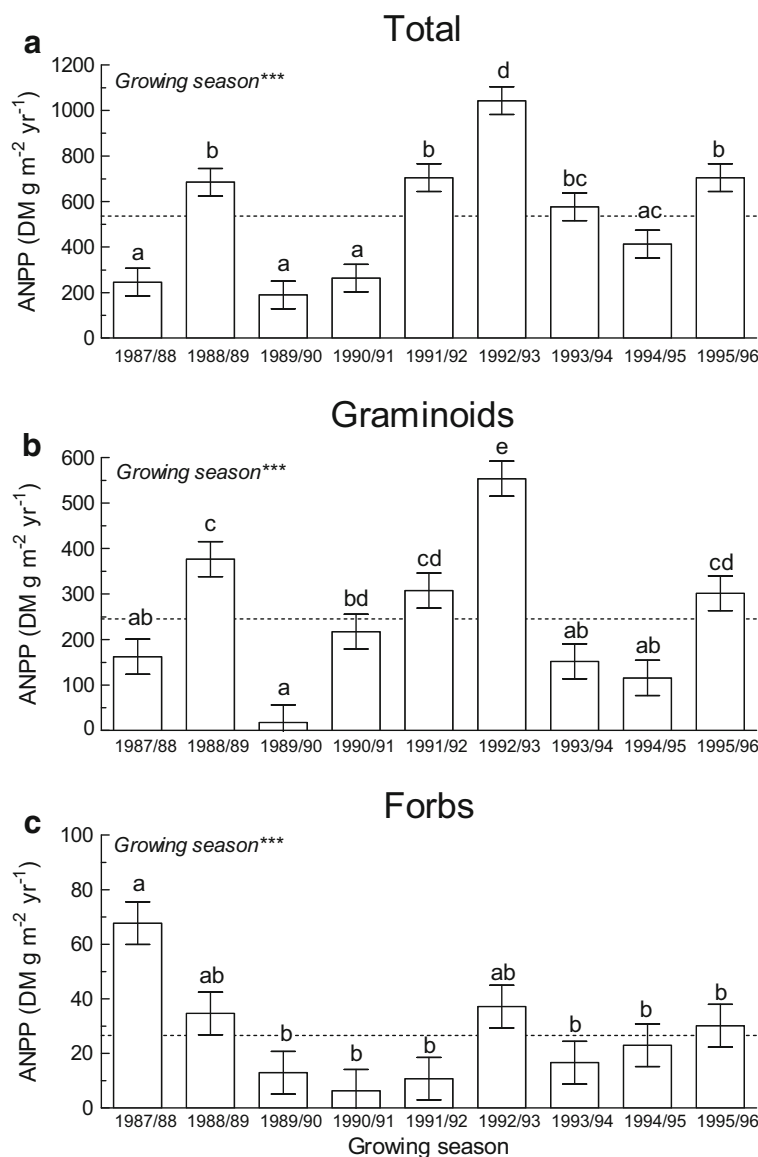 a
Total
Growing season***
ANPP (DM g m⁻² yr⁻¹)
1200
1000
800
600
400
200
0
a
b
a
a
b
d
bc
ac
b
1987/88 1988/89 1989/90 1990/91 1991/92 1992/93 1993/94 1994/95 1995/96
b
Graminoids
Growing season***
ANPP (DM g m⁻² yr⁻¹)
600
500
400
300
200
100
0
ab
c
a
bd
cd
e
ab
ab
cd
1987/88 1988/89 1989/90 1990/91 1991/92 1992/93 1993/94 1994/95 1995/96
c
Forbs
Growing season***
ANPP (DM g m⁻² yr⁻¹)
100
80
60
40
20
0
a
ab
b
b
b
ab
b
b
b
1987/88 1988/89 1989/90 1990/91 1991/92 1992/93 1993/94 1994/95 1995/96
Growing season